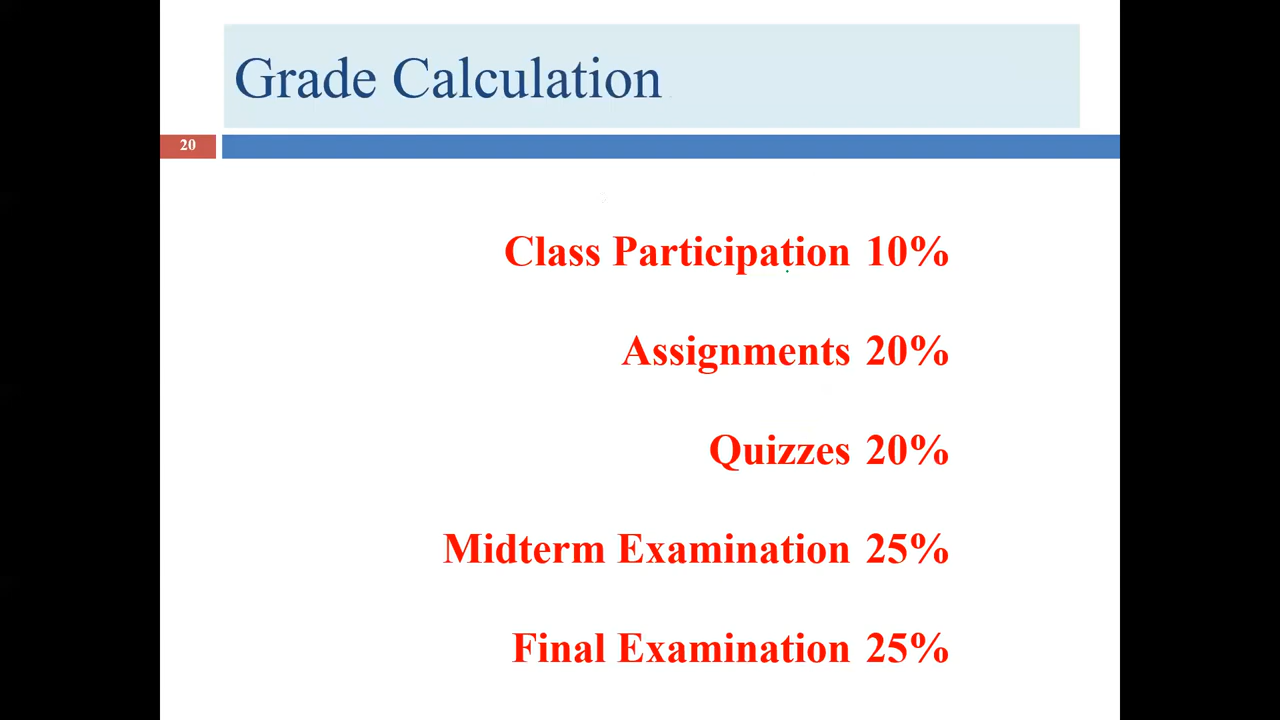 Grade Calculation
20
Class Participation 10%
Assignments 20%
Quizzes 20%
Midterm Examination 25%
Final Examination 25%